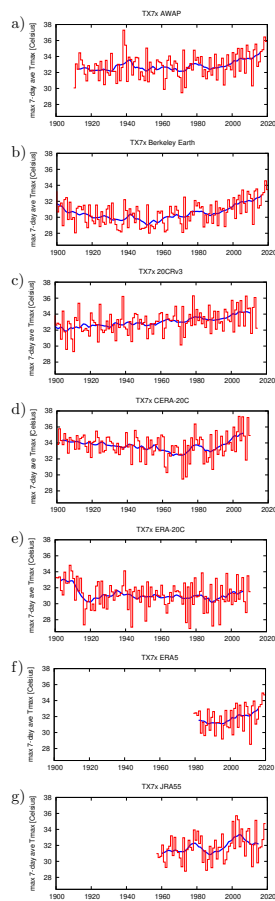 a)
TX7x AWAP
max 7-day ave Tmax [Celsius]
38
36
34
32
30
28
1900 1920 1940 1960 1980 2000 2020
b)
TX7x Berkeley Earth
max 7-day ave Tmax [Celsius]
36
34
32
30
28
1900 1920 1940 1960 1980 2000 2020
c)
TX7x 20CRv3
max 7-day ave Tmax [Celsius]
38
36
34
32
30
28
1900 1920 1940 1960 1980 2000 2020
d)
TX7x CERA-20C
max 7-day ave Tmax [Celsius]
36
34
32
30
28
1900 1920 1940 1960 1980 2000 2020
e)
TX7x ERA-20C
max 7-day ave Tmax [Celsius]
36
34
32
30
28
1900 1920 1940 1960 1980 2000 2020
f)
TX7x ERA5
max 7-day ave Tmax [Celsius]
38
36
34
32
30
28
1900 1920 1940 1960 1980 2000 2020
g)
TX7x JRA55
max 7-day ave Tmax [Celsius]
38
36
34
32
30
28
1900 1920 1940 1960 1980 2000 2020